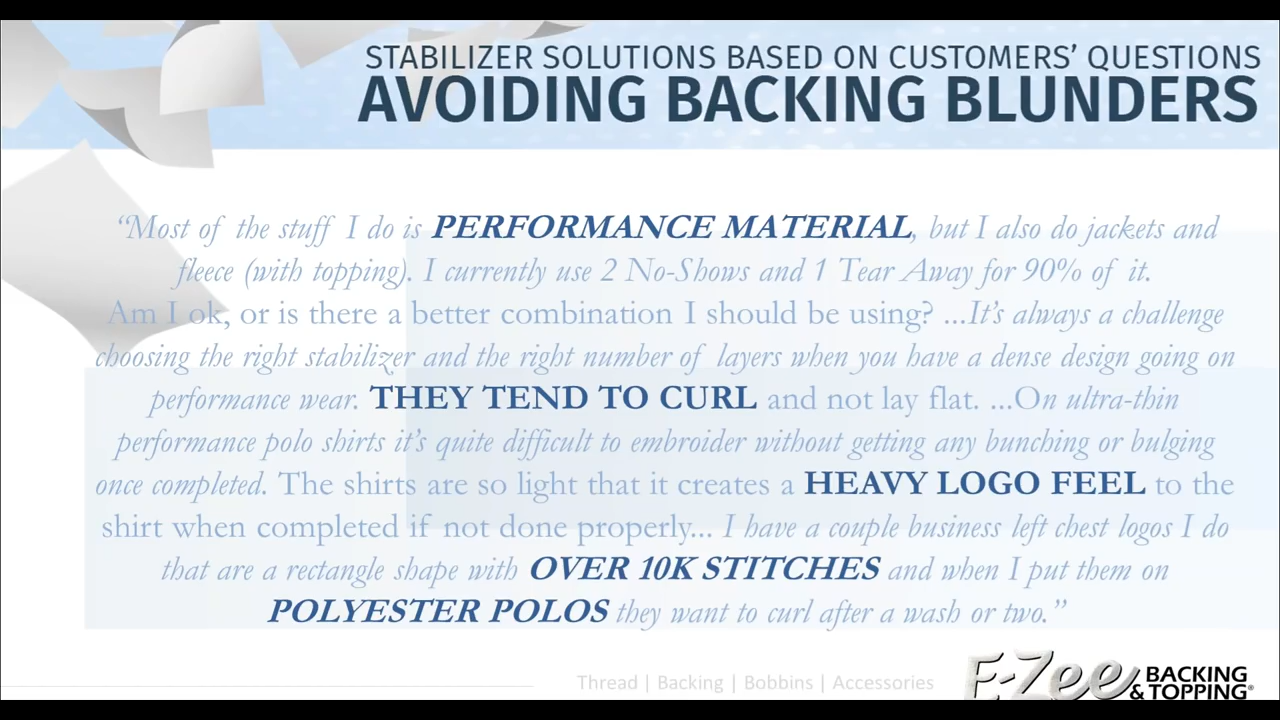 STABILIZER SOLUTIONS BASED ON CUSTOMERS’ QUESTIONS
AVOIDING BACKING BLUNDERS
“Most of the stuff I do is PERFORMANCE MATERIAL, but I also do jackets and
fleece (with topping). I currently use 2 No-Shows and 1 Tear Away for 90% of it.
Am I ok, or is there a better combination I should be using? ...It’s always a challenge
choosing the right stabilizer and the right number of layers when you have a dense design going on
performance wear. THEY TEND TO CURL and not lay flat. ...On ultra-thin
performance polo shirts it’s quite difficult to embroider without getting any bunching or bulging
once completed. The shirts are so light that it creates a HEAVY LOGO FEEL to the
shirt when completed if not done properly... I have a couple business left chest logos I do
that are a rectangle shape with OVER 10K STITCHES and when I put them on
POLYESTER POLOS they want to curl after a wash or two.”
Thread | Backing | Bobbins | Accessories
E-Zee BACKING
& TOPPING®